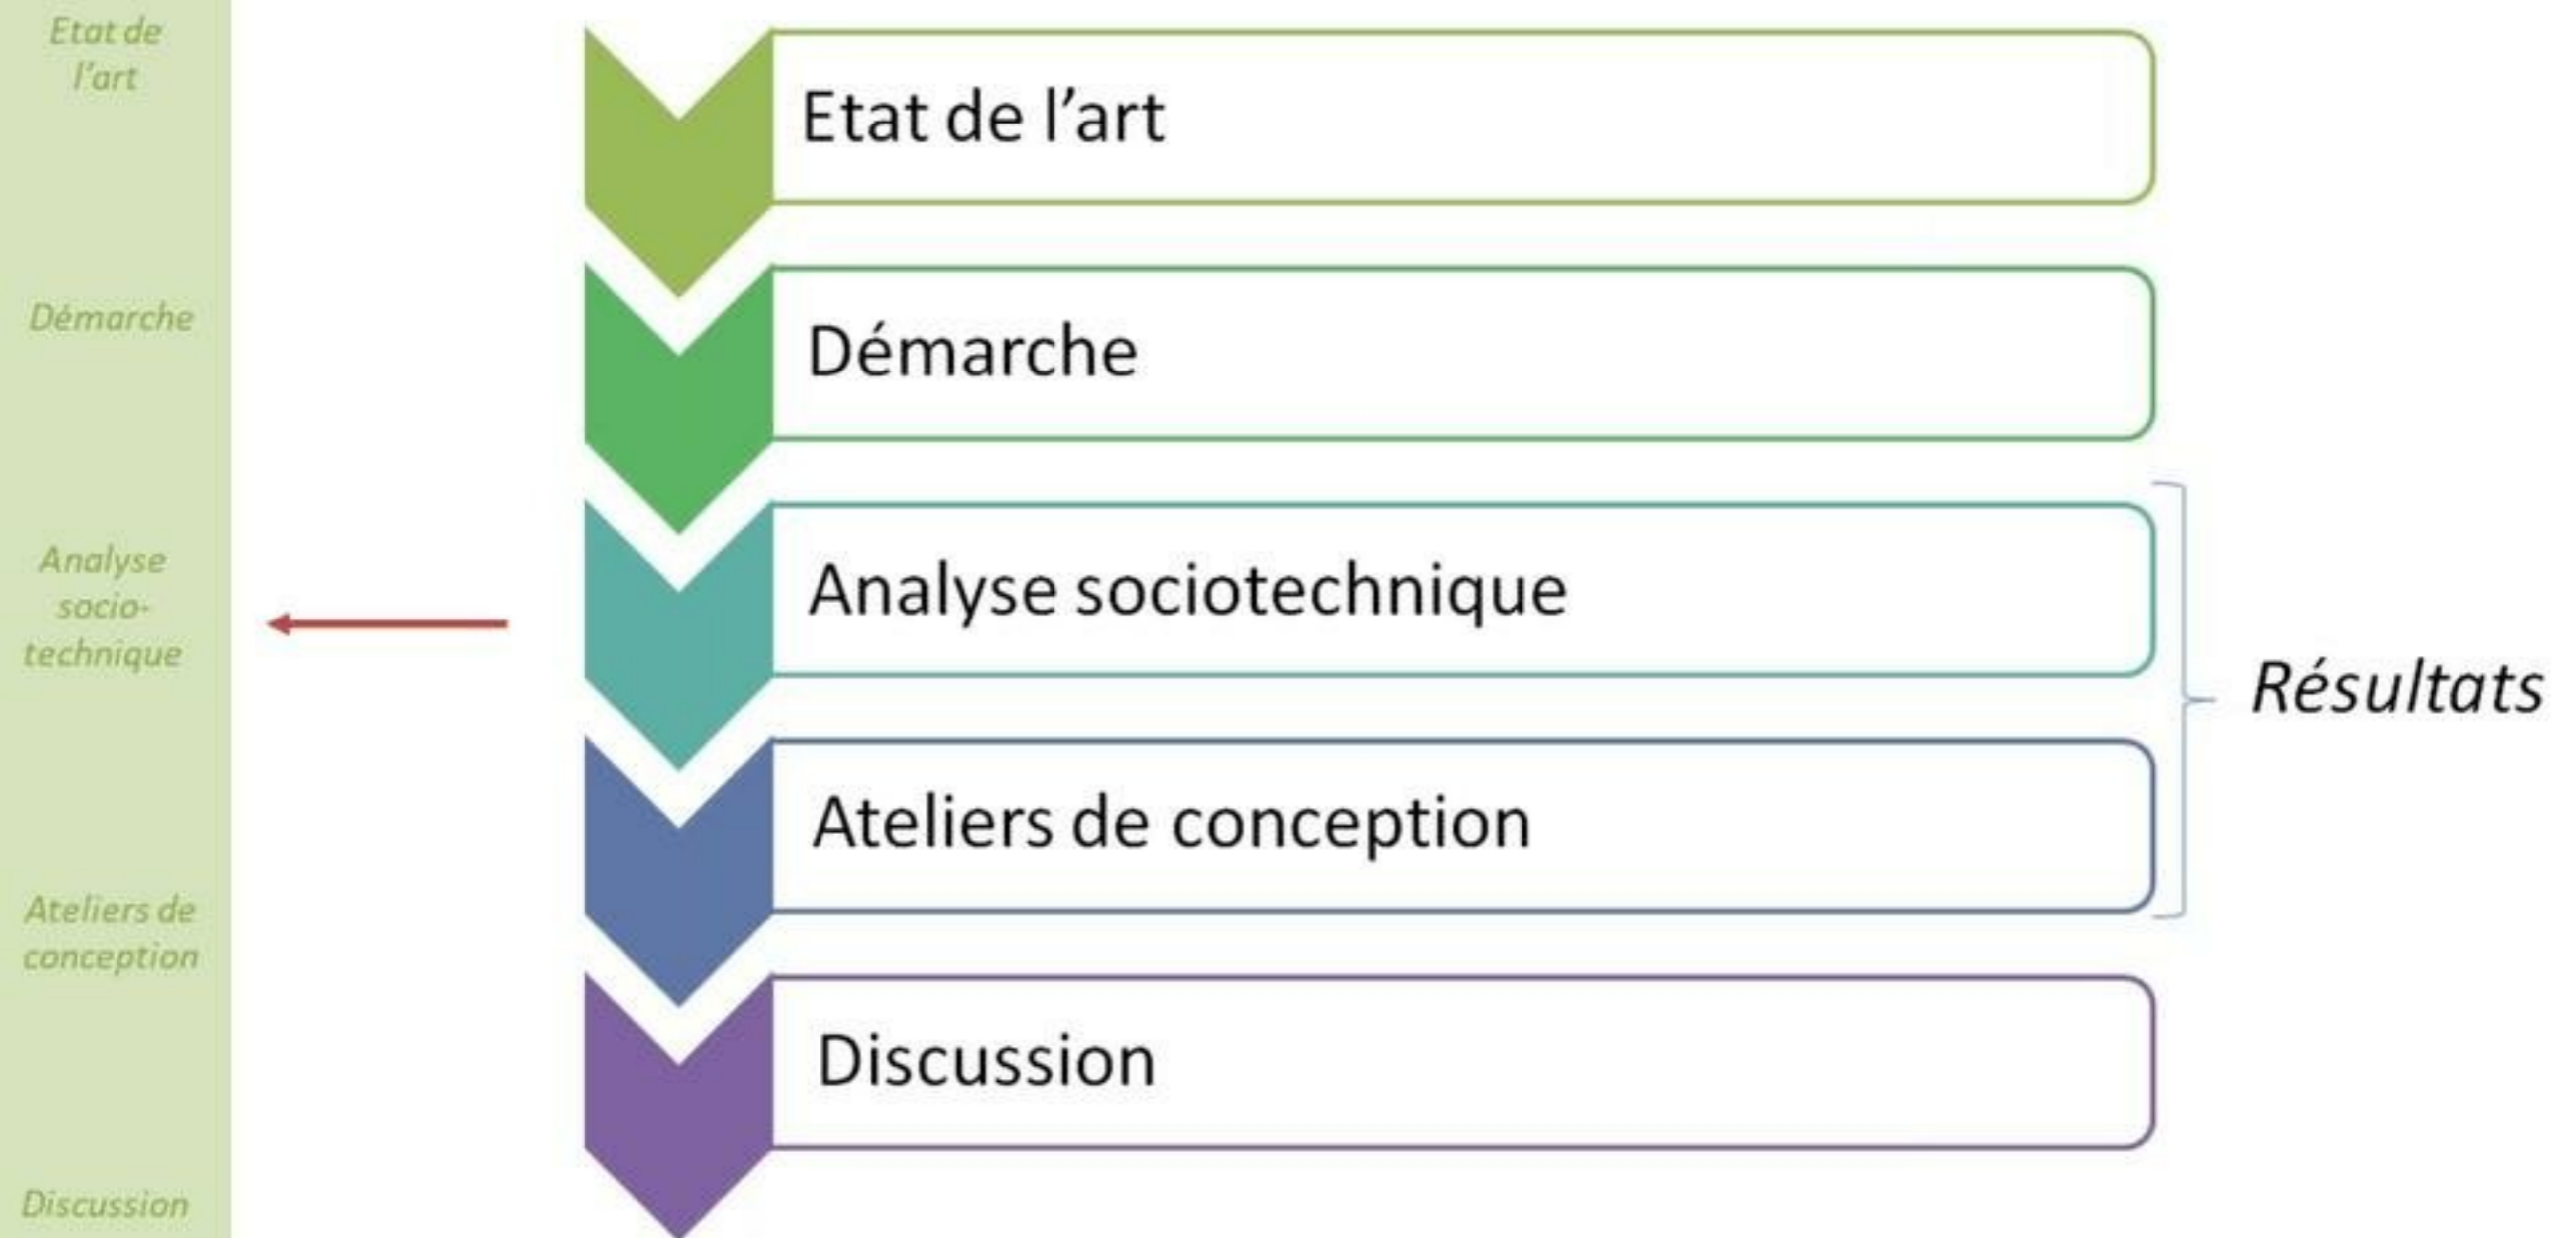 Etat de
l'art
Démarche
Analyse
socio-
technique
Ateliers de
conception
Discussion
Etat de l'art
Démarche
Analyse sociotechnique
Ateliers de conception
Discussion
Résultats